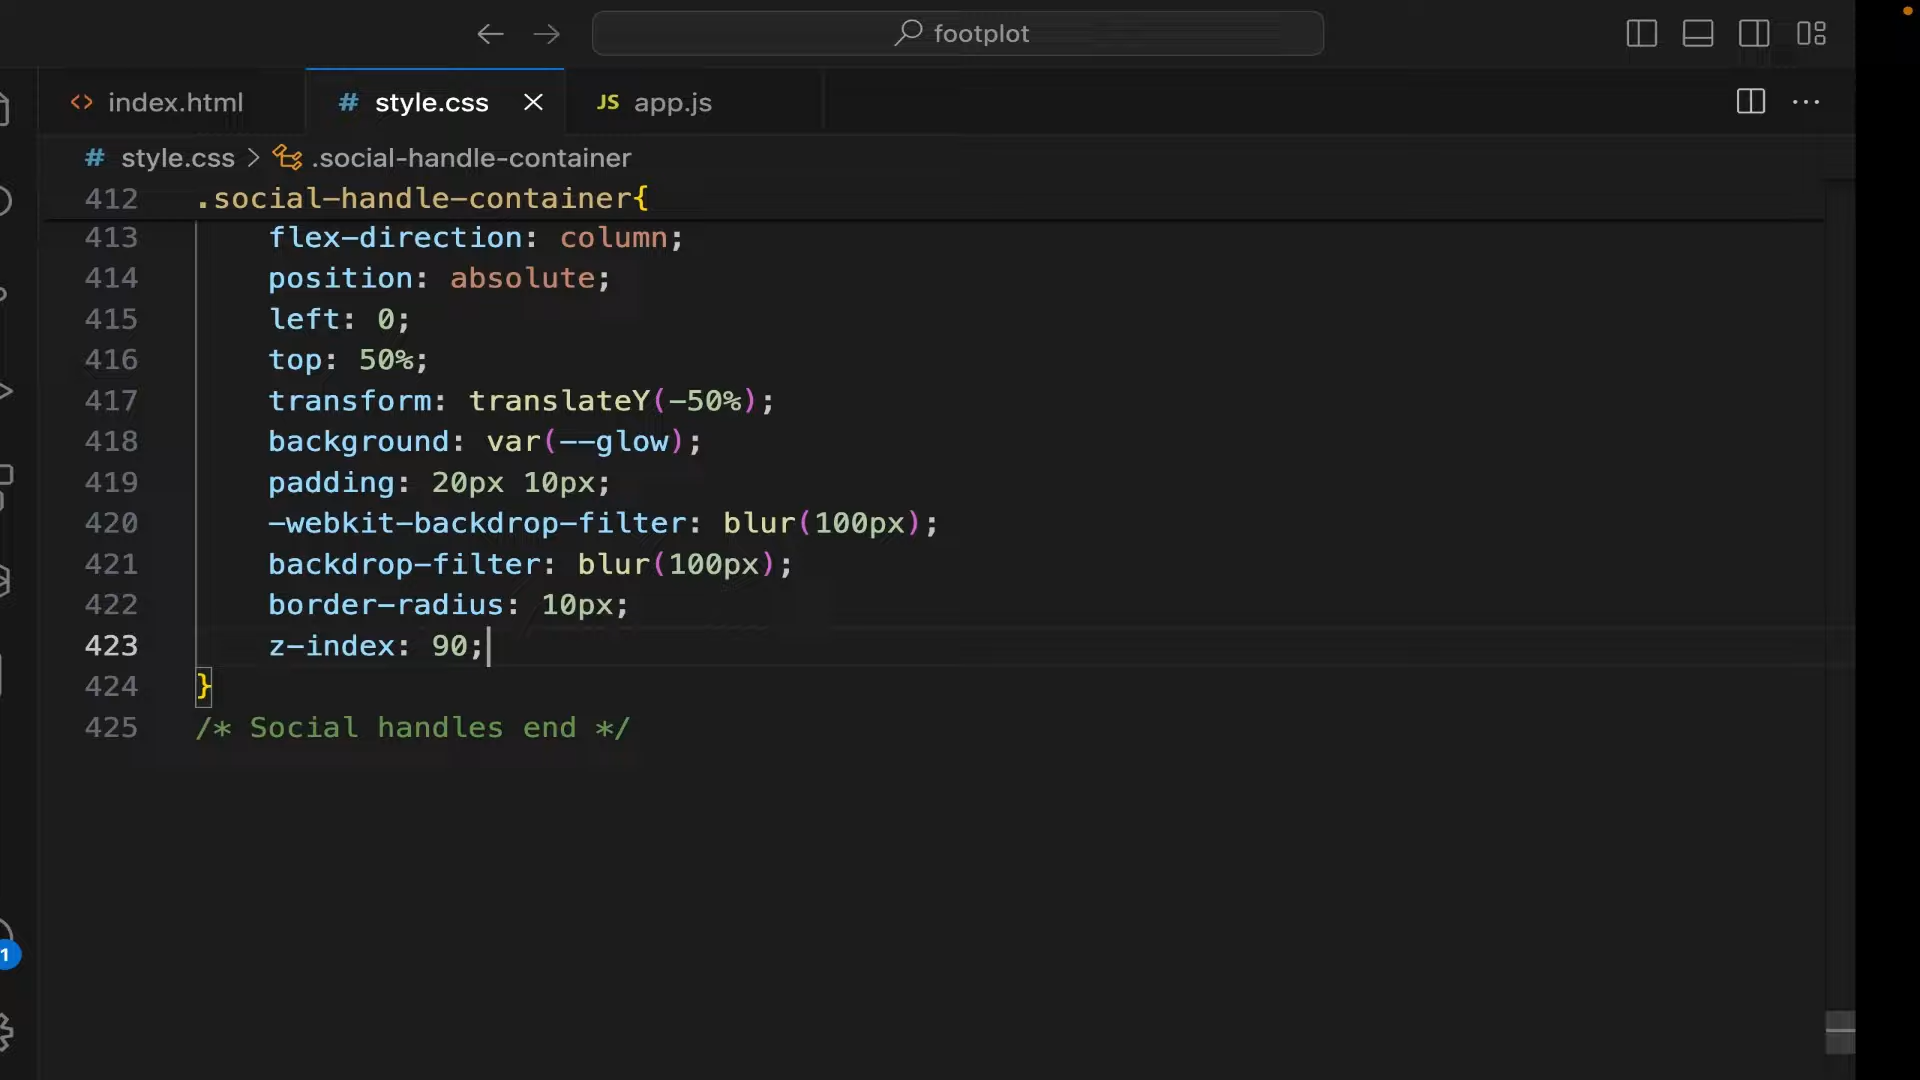 footplot
index.html
# style.css
JS app.js
# style.css > .social-handle-container
412 .social-handle-container{
413 flex-direction: column;
414 position: absolute;
415 left: 0;
416 top: 50%;
417 transform: translateY(-50%);
418 background: var(--glow);
419 padding: 20px 10px;
420 -webkit-backdrop-filter: blur(100px);
421 backdrop-filter: blur(100px);
422 border-radius: 10px;
423 z-index: 90;
424 }
425 /* Social handles end */
1